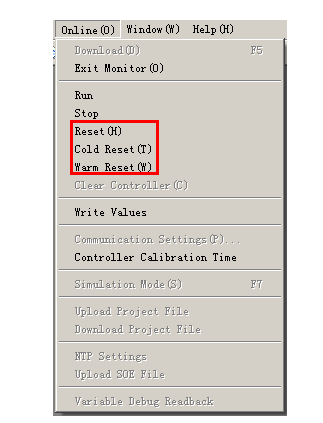 Online(O) Window(W) Help(H)
Download(D) F5
Exit Monitor(O)
Run
Stop
Reset(H)
Cold Reset(T)
Warm Reset(W)
Clear Controller(C)
Write Values
Communication Settings(P)...
Controller Calibration Time
Simulation Mode(S) F7
Upload Project File
Download Project File
NTP Settings
Upload SOE File
Variable Debug Readback